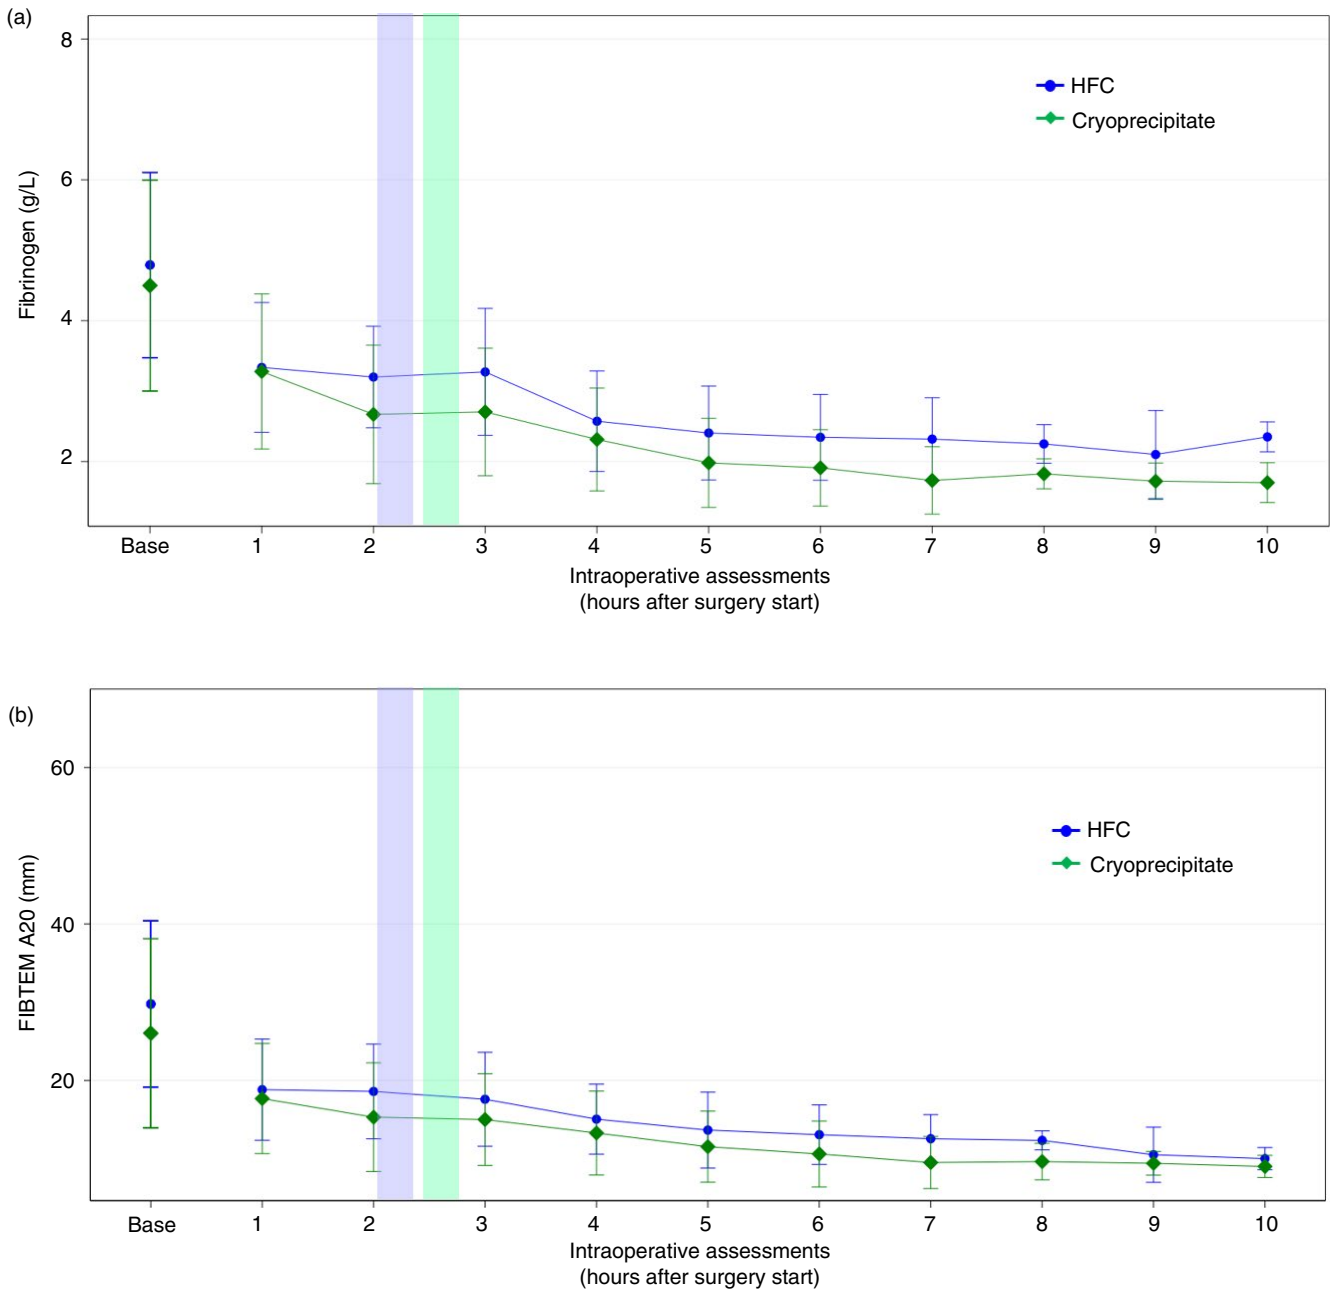 (a)
8
6
4
2
Fibrinogen (g/L)
HFC
Cryoprecipitate
Base 1 2 3 4 5 6 7 8 9 10
Intraoperative assessments
(hours after surgery start)
(b)
60
40
20
FIBTEM A20 (mm)
HFC
Cryoprecipitate
Base 1 2 3 4 5 6 7 8 9 10
Intraoperative assessments
(hours after surgery start)